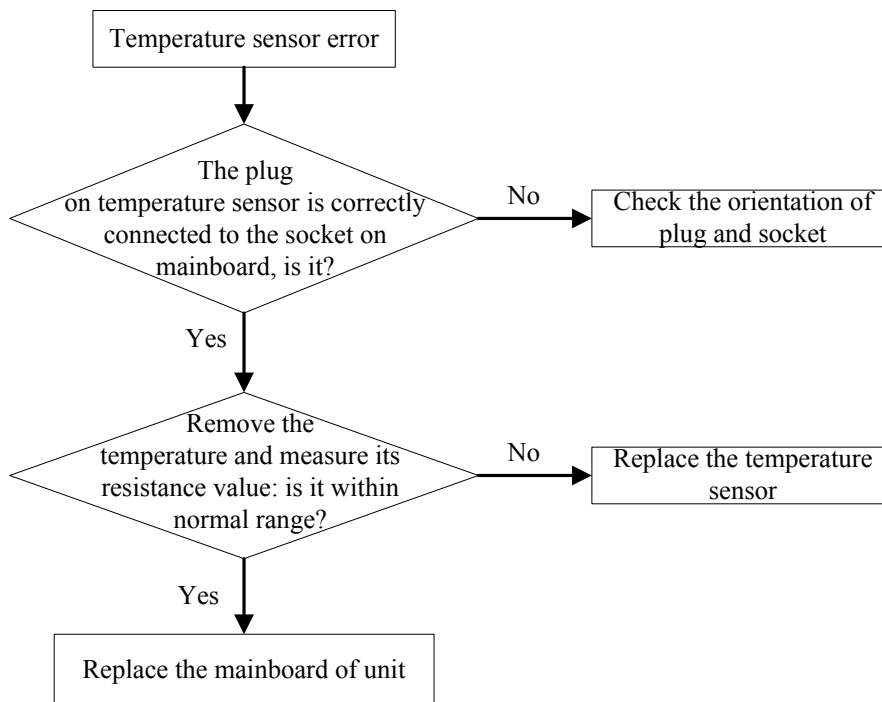 Temperature sensor error
The plug
on temperature sensor is correctly
connected to the socket on
mainboard, is it?
No
Check the orientation of
plug and socket
Yes
Remove the
temperature and measure its
resistance value: is it within
normal range?
No
Replace the temperature
sensor
Yes
Replace the mainboard of unit